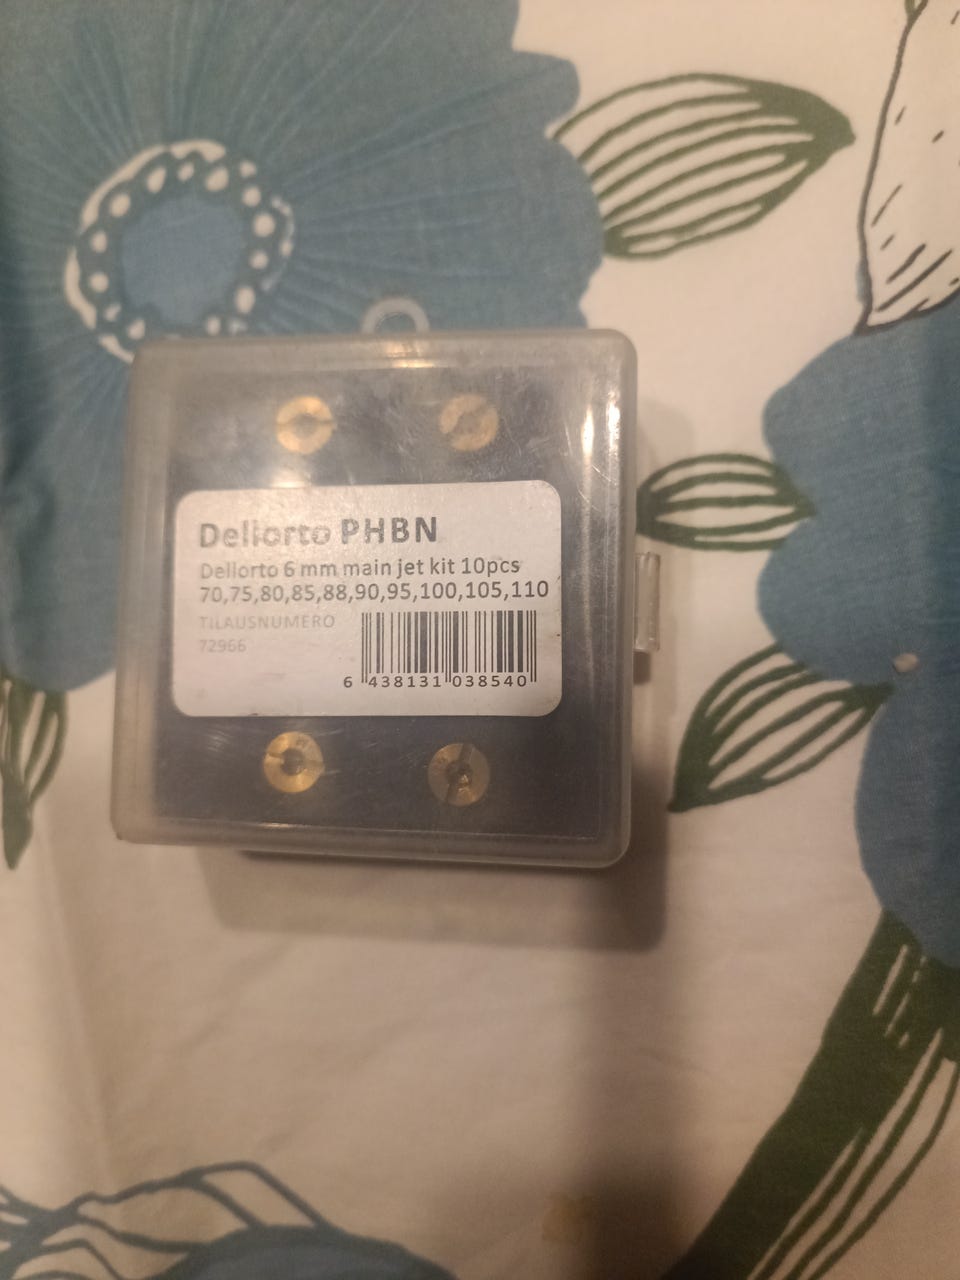 Dellorto PHBN
Dellorto 6 mm main jet kit 10pcs
70,75,80,85,88,90,95,100,105,110
TILAUSNUMERO
72966
6 438131 038540